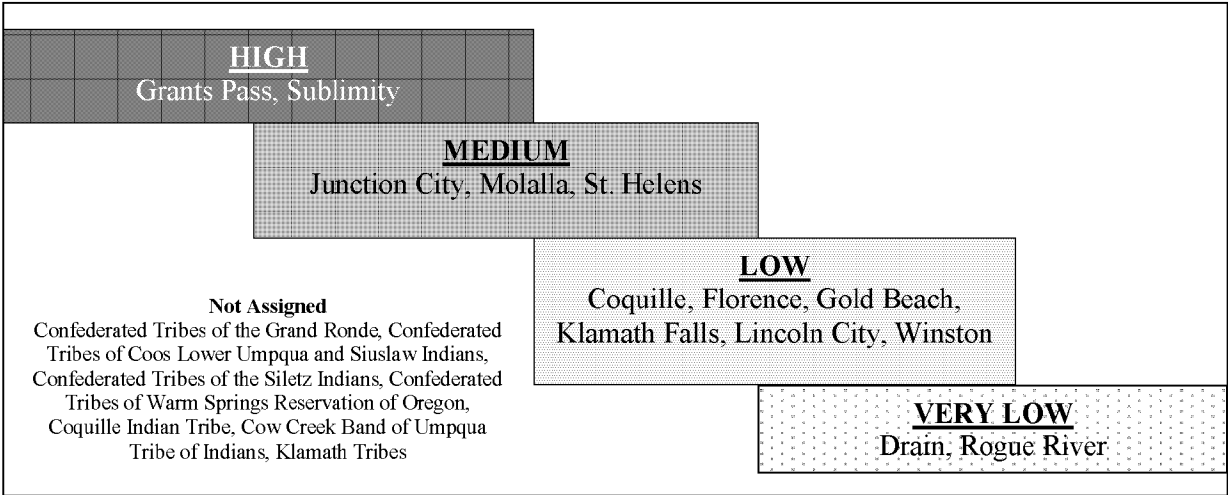 HIGH
Grants Pass, Sublimity
MEDIUM
Junction City, Molalla, St. Helens
LOW
Coquille, Florence, Gold Beach,
Klamath Falls, Lincoln City, Winston
Not Assigned
Confederated Tribes of the Grand Ronde, Confederated
Tribes of Coos Lower Umpqua and Siuslaw Indians,
Confederated Tribes of the Siletz Indians, Confederated
Tribes of Warm Springs Reservation of Oregon,
Coquille Indian Tribe, Cow Creek Band of Umpqua
Tribe of Indians, Klamath Tribes
VERY LOW
Drain, Rogue River